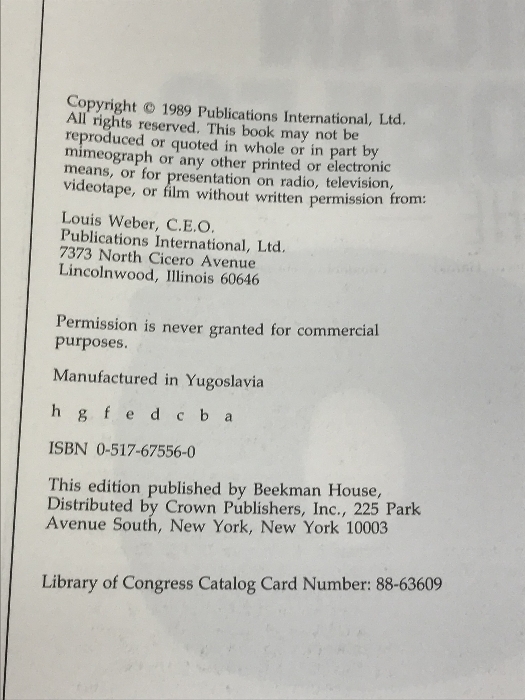 Copyright © 1989 Publications International, Ltd.
All rights reserved. This book may not be
reproduced or quoted in whole or in part by
mimeograph or any other printed or electronic
means, or for presentation on radio, television,
videotape, or film without written permission from:
Louis Weber, C.E.O.
Publications International, Ltd.
7373 North Cicero Avenue
Lincolnwood, Illinois 60646
Permission is never granted for commercial
purposes.
Manufactured in Yugoslavia
h g f e d c b a
ISBN 0-517-67556-0
This edition published by Beekman House,
Distributed by Crown Publishers, Inc., 225 Park
Avenue South, New York, New York 10003
Library of Congress Catalog Card Number: 88-63609